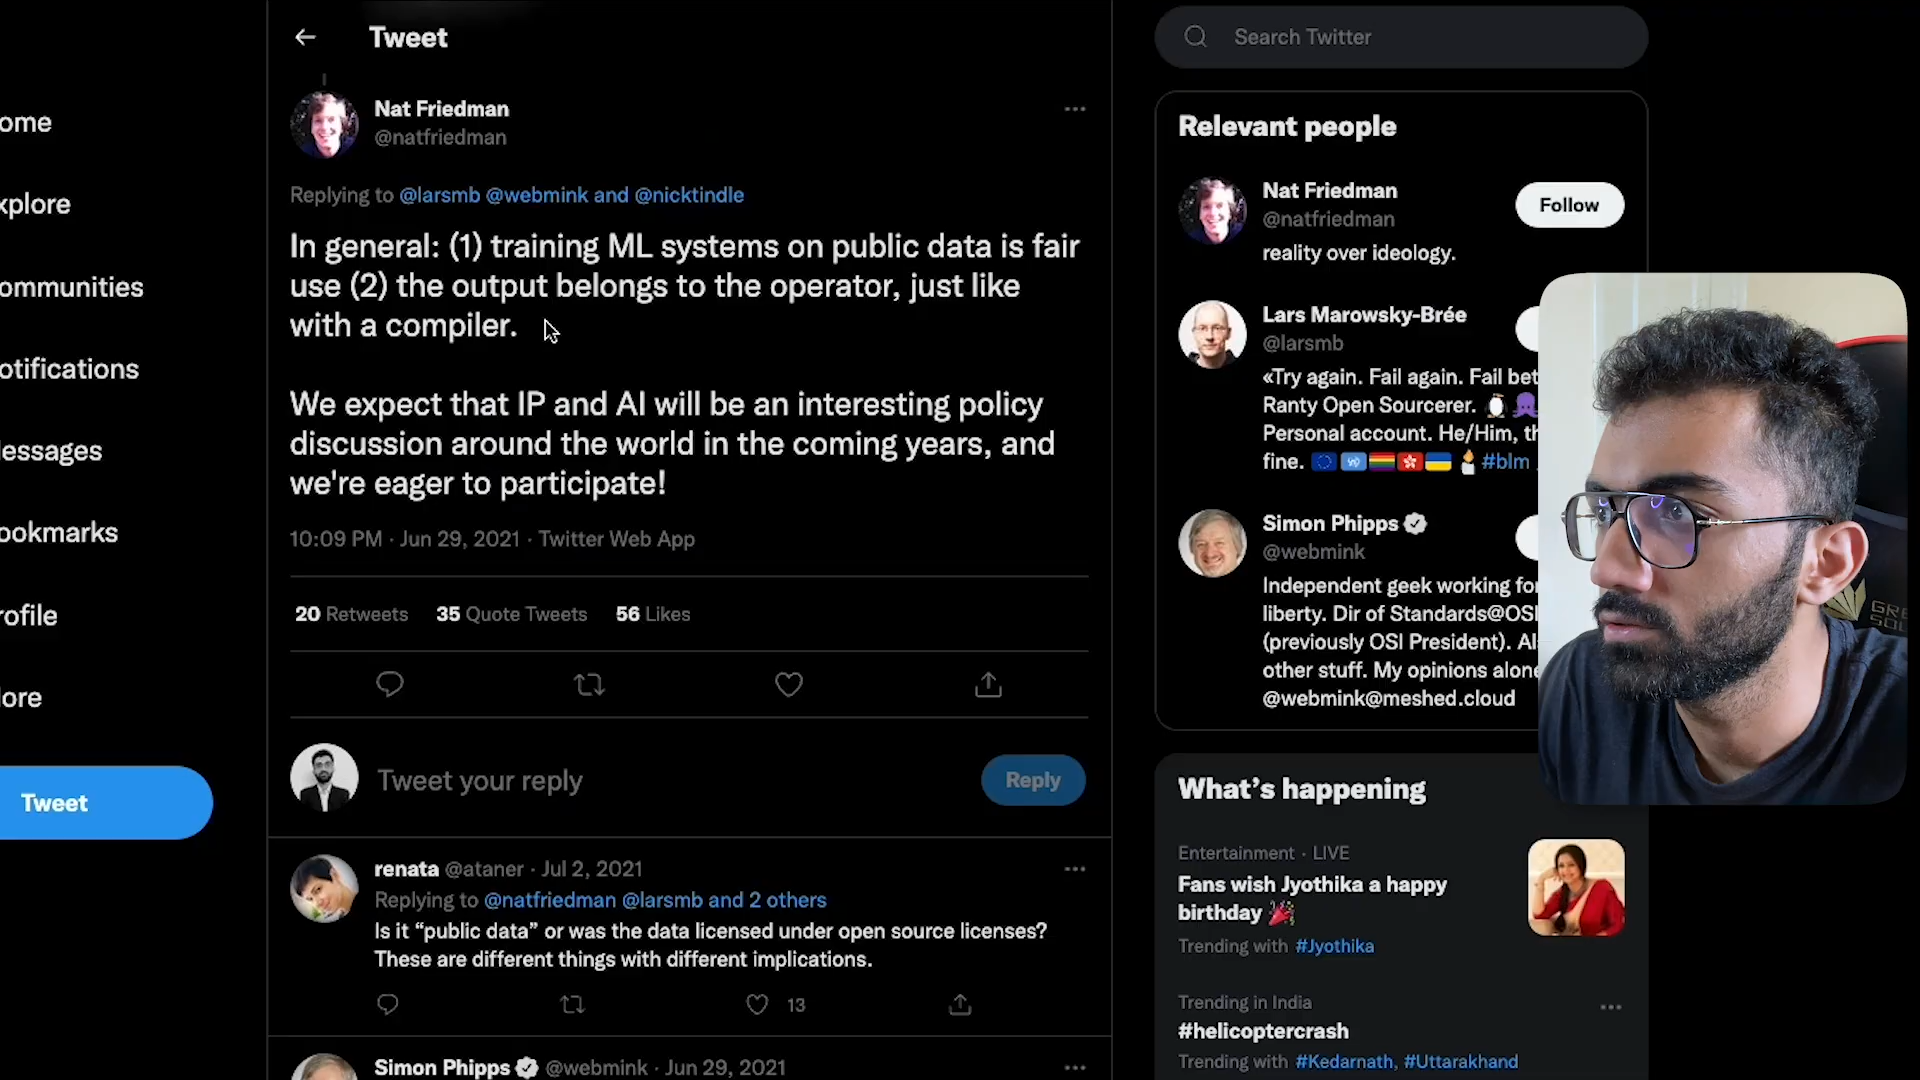 Tweet
Search Twitter
ome
xplore
ommunities
otifications
essages
ookmarks
rofile
ore
Tweet
Nat Friedman
@natfriedman
Replying to @larsmb @webmink and @nicktindle
In general: (1) training ML systems on public data is fair
use (2) the output belongs to the operator, just like
with a compiler.
We expect that IP and AI will be an interesting policy
discussion around the world in the coming years, and
we're eager to participate!
10:09 PM · Jun 29, 2021 · Twitter Web App
20 Retweets 35 Quote Tweets 56 Likes
Tweet your reply
Reply
renata @ataner · Jul 2, 2021
Replying to @natfriedman @larsmb and 2 others
Is it “public data” or was the data licensed under open source licenses?
These are different things with different implications.
13
Simon Phipps @webmink · Jun 29, 2021
Relevant people
Nat Friedman
@natfriedman
Follow
reality over ideology.
Lars Marowsky-Brée
@larsmb
«Try again. Fail again. Fail bet
Ranty Open Sourcerer.
Personal account. He/Him, th
fine. #blm
Simon Phipps
@webmink
Independent geek working for
liberty. Dir of Standards@OSI
(previously OSI President). Al
other stuff. My opinions alone
@webmink@meshed.cloud
What’s happening
Entertainment · LIVE
Fans wish Jyothika a happy
birthday
Trending with #Jyothika
Trending in India
#helicoptercrash
Trending with #Kedarnath, #Uttarakhand